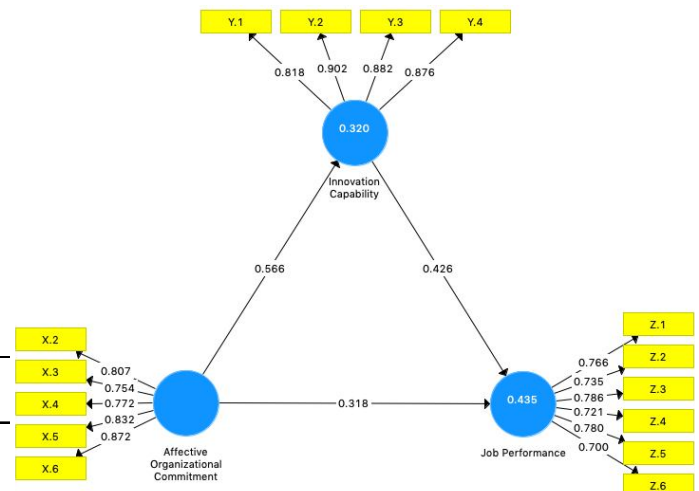 Y.1 Y.2 Y.3 Y.4
0.818 0.902 0.882 0.876
0.320
Innovation
Capability
0.566 0.426
X.2
X.3
X.4
X.5
X.6
0.807
0.754
0.772
0.832
0.872
Affective
Organizational
Commitment
0.318
0.435
Job Performance
0.766
0.735
0.786
0.721
0.780
0.700
Z.1
Z.2
Z.3
Z.4
Z.5
Z.6